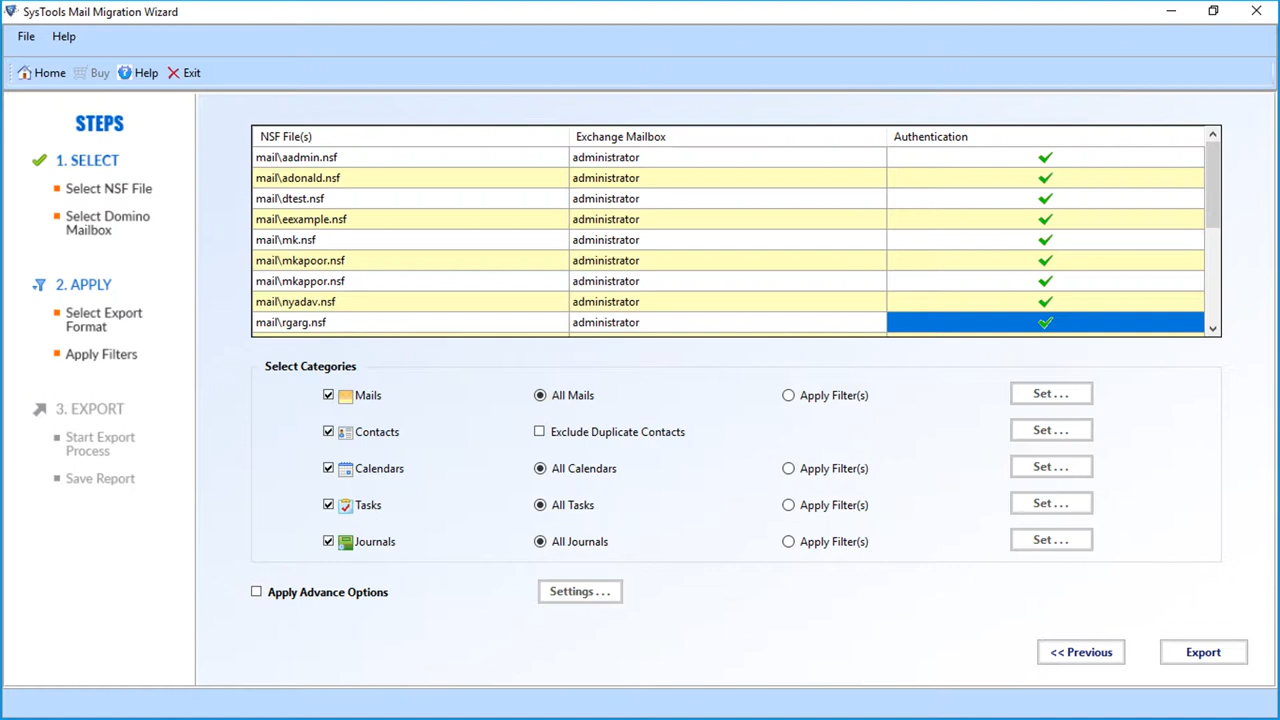 SysTools Mail Migration Wizard
File Help
Home Buy Help Exit
STEPS
1. SELECT
Select NSF File
Select Domino
Mailbox
2. APPLY
Select Export
Format
Apply Filters
3. EXPORT
Start Export
Process
Save Report
NSF File(s) Exchange Mailbox Authentication
mail\aadmin.nsf administrator
mail\adonald.nsf administrator
mail\dtest.nsf administrator
mail\eexample.nsf administrator
mail\mk.nsf administrator
mail\mkapoor.nsf administrator
mail\mkappor.nsf administrator
mail\nyadav.nsf administrator
mail\rgarg.nsf administrator
Select Categories
Mails All Mails Apply Filter(s) Set . . .
Contacts Exclude Duplicate Contacts Set . . .
Calendars All Calendars Apply Filter(s) Set . . .
Tasks All Tasks Apply Filter(s) Set . . .
Journals All Journals Apply Filter(s) Set . . .
Apply Advance Options Settings . . .
<< Previous Export